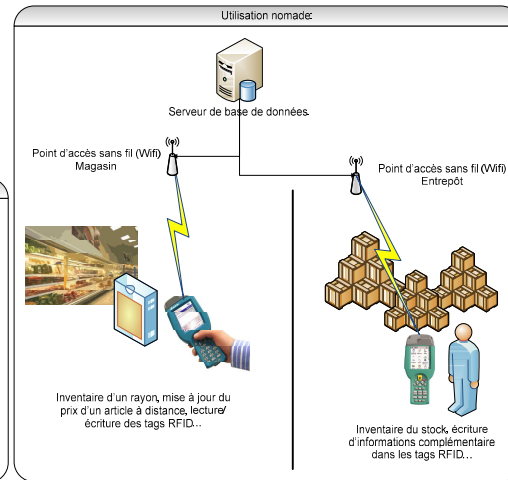 Utilisation nomade:
Serveur de base de données.
Point d'accès sans fil (Wifi)
Magasin
Point d'accès sans fil (Wifi)
Entrepôt
Inventaire d'un rayon, mise à jour du
prix d'un article à distance, lecture/
écriture des tags RFID...
Inventaire du stock, écriture
d'informations complémentaire
dans les tags RFID...